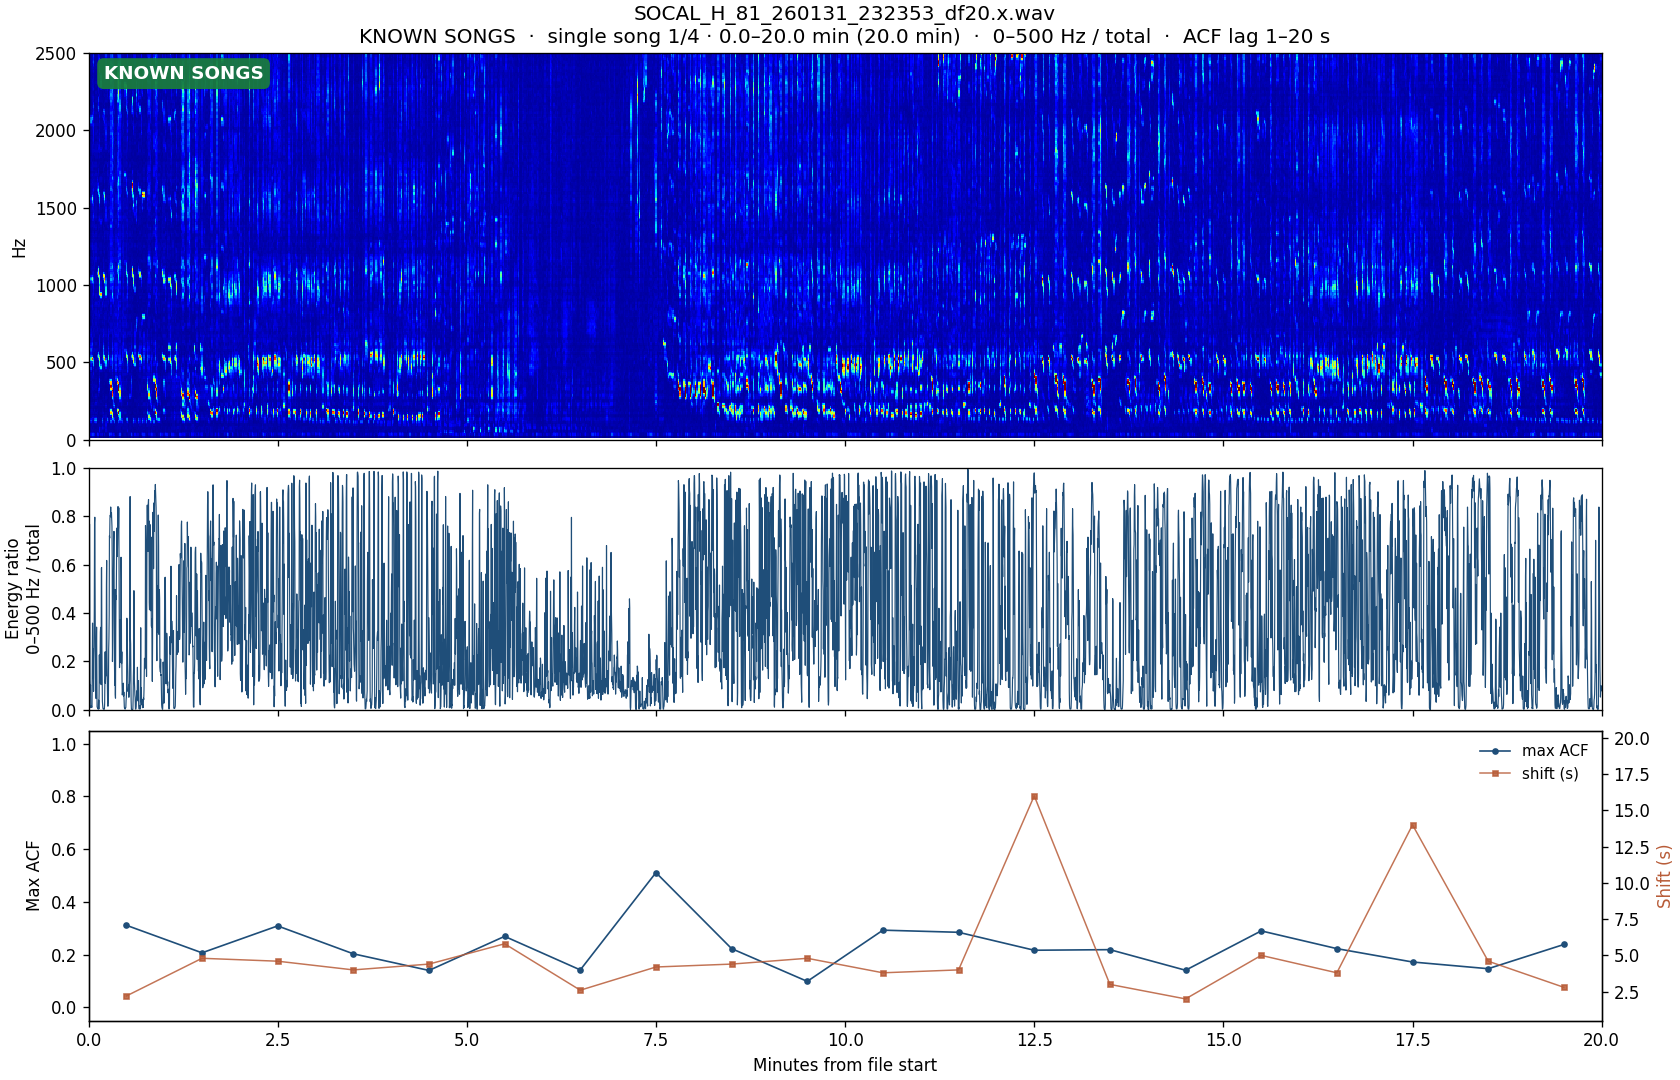 SOCAL_H_81_260131_232353_df20.x.wav
KNOWN SONGS · single song 1/4 · 0.0–20.0 min (20.0 min) · 0–500 Hz / total · ACF lag 1–20 s
KNOWN SONGS
2500
2000
1500
1000
500
0
Hz
1.0
0.8
0.6
0.4
0.2
0.0
Energy ratio
0–500 Hz / total
1.0
0.8
0.6
0.4
0.2
0.0
Max ACF
max ACF
shift (s)
20.0
17.5
15.0
12.5
10.0
7.5
5.0
2.5
Shift (s)
0.0 2.5 5.0 7.5 10.0 12.5 15.0 17.5 20.0
Minutes from file start